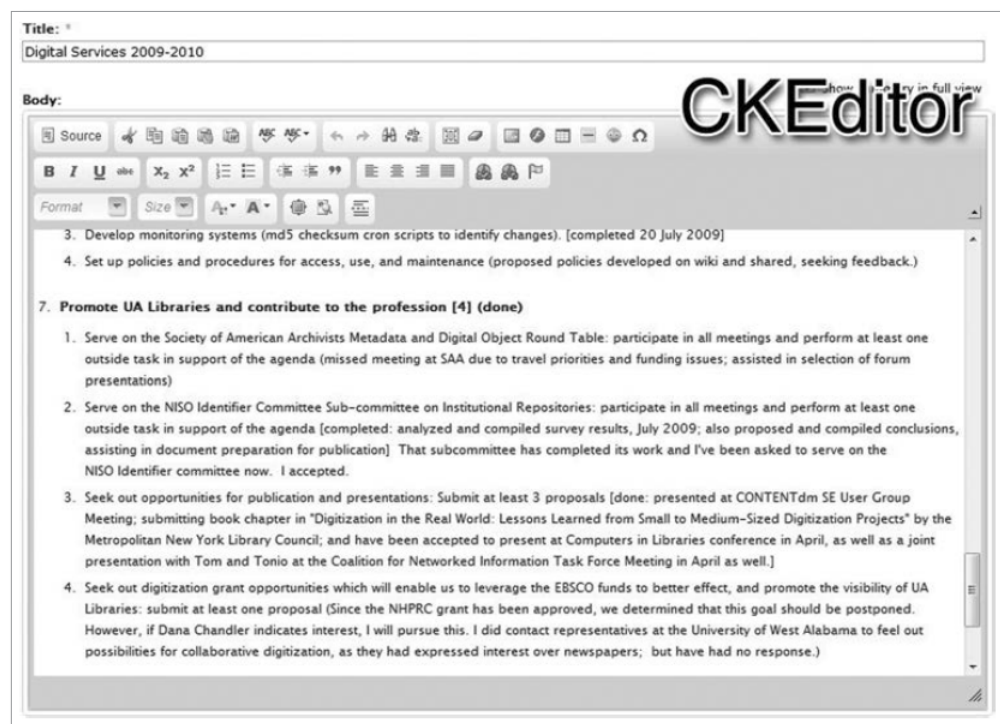 Title: *
Digital Services 2009-2010
Body:
show
ry in full view
CKEditor
Source
ABC ABC
Ω
B I U abc X₂ X² ”
Format Size A A
3. Develop monitoring systems (md5 checksum cron scripts to identify changes). [completed 20 July 2009]
4. Set up policies and procedures for access, use, and maintenance (proposed policies developed on wiki and shared, seeking feedback.)
7. Promote UA Libraries and contribute to the profession [4] (done)
1. Serve on the Society of American Archivists Metadata and Digital Object Round Table: participate in all meetings and perform at least one
outside task in support of the agenda (missed meeting at SAA due to travel priorities and funding issues; assisted in selection of forum
presentations)
2. Serve on the NISO Identifier Committee Sub-committee on Institutional Repositories: participate in all meetings and perform at least one
outside task in support of the agenda [completed: analyzed and compiled survey results, July 2009; also proposed and compiled conclusions,
assisting in document preparation for publication] That subcommittee has completed its work and I've been asked to serve on the
NISO Identifier committee now. I accepted.
3. Seek out opportunities for publication and presentations: Submit at least 3 proposals [done: presented at CONTENTdm SE User Group
Meeting; submitting book chapter in "Digitization in the Real World: Lessons Learned from Small to Medium-Sized Digitization Projects" by the
Metropolitan New York Library Council; and have been accepted to present at Computers in Libraries conference in April, as well as a joint
presentation with Tom and Tonio at the Coalition for Networked Information Task Force Meeting in April as well.]
4. Seek out digitization grant opportunities which will enable us to leverage the EBSCO funds to better effect, and promote the visibility of UA
Libraries: submit at least one proposal (Since the NHPRC grant has been approved, we determined that this goal should be postponed.
However, if Dana Chandler indicates interest, I will pursue this. I did contact representatives at the University of West Alabama to feel out
possibilities for collaborative digitization, as they had expressed interest over newspapers; but have had no response.)